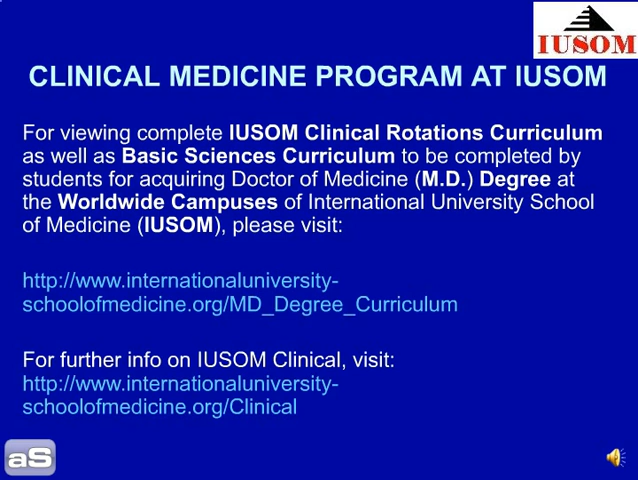 IUSOM
CLINICAL MEDICINE PROGRAM AT IUSOM
For viewing complete IUSOM Clinical Rotations Curriculum
as well as Basic Sciences Curriculum to be completed by
students for acquiring Doctor of Medicine (M.D.) Degree at
the Worldwide Campuses of International University School
of Medicine (IUSOM), please visit:
http://www.internationaluniversity-
schoolofmedicine.org/MD_Degree_Curriculum
For further info on IUSOM Clinical, visit:
http://www.internationaluniversity-
schoolofmedicine.org/Clinical
aS